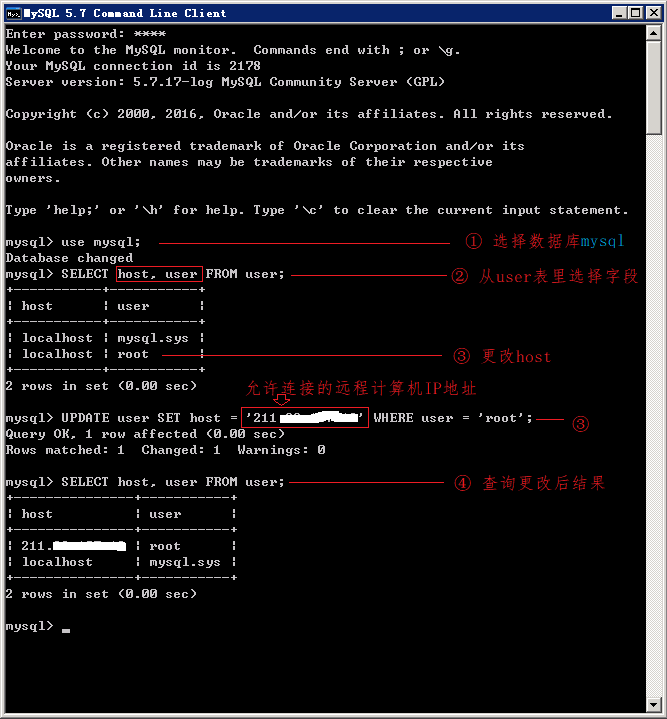 MySQL 5.7 Command Line Client
Enter password: ****
Welcome to the MySQL monitor.  Commands end with ; or \g.
Your MySQL connection id is 2178
Server version: 5.7.17-log MySQL Community Server (GPL)
Copyright (c) 2000, 2016, Oracle and/or its affiliates. All rights reserved.
Oracle is a registered trademark of Oracle Corporation and/or its
affiliates. Other names may be trademarks of their respective
owners.
Type 'help;' or '\h' for help. Type '\c' to clear the current input statement.
mysql> use mysql; ① 选择数据库mysql
Database changed
mysql> SELECT host, user FROM user; ② 从user表里选择字段
+-----------+-----------+
| host      | user      |
+-----------+-----------+
| localhost | mysql.sys |
| localhost | root      | ③ 更改host
+-----------+-----------+
2 rows in set (0.00 sec)
允许连接的远程计算机IP地址
mysql> UPDATE user SET host = '211.' WHERE user = 'root'; ③
Query OK, 1 row affected (0.00 sec)
Rows matched: 1  Changed: 1  Warnings: 0
mysql> SELECT host, user FROM user; ④ 查询更改后结果
+---------------+-----------+
| host          | user      |
+---------------+-----------+
| 211. | root      |
| localhost     | mysql.sys |
+---------------+-----------+
2 rows in set (0.00 sec)
mysql> _